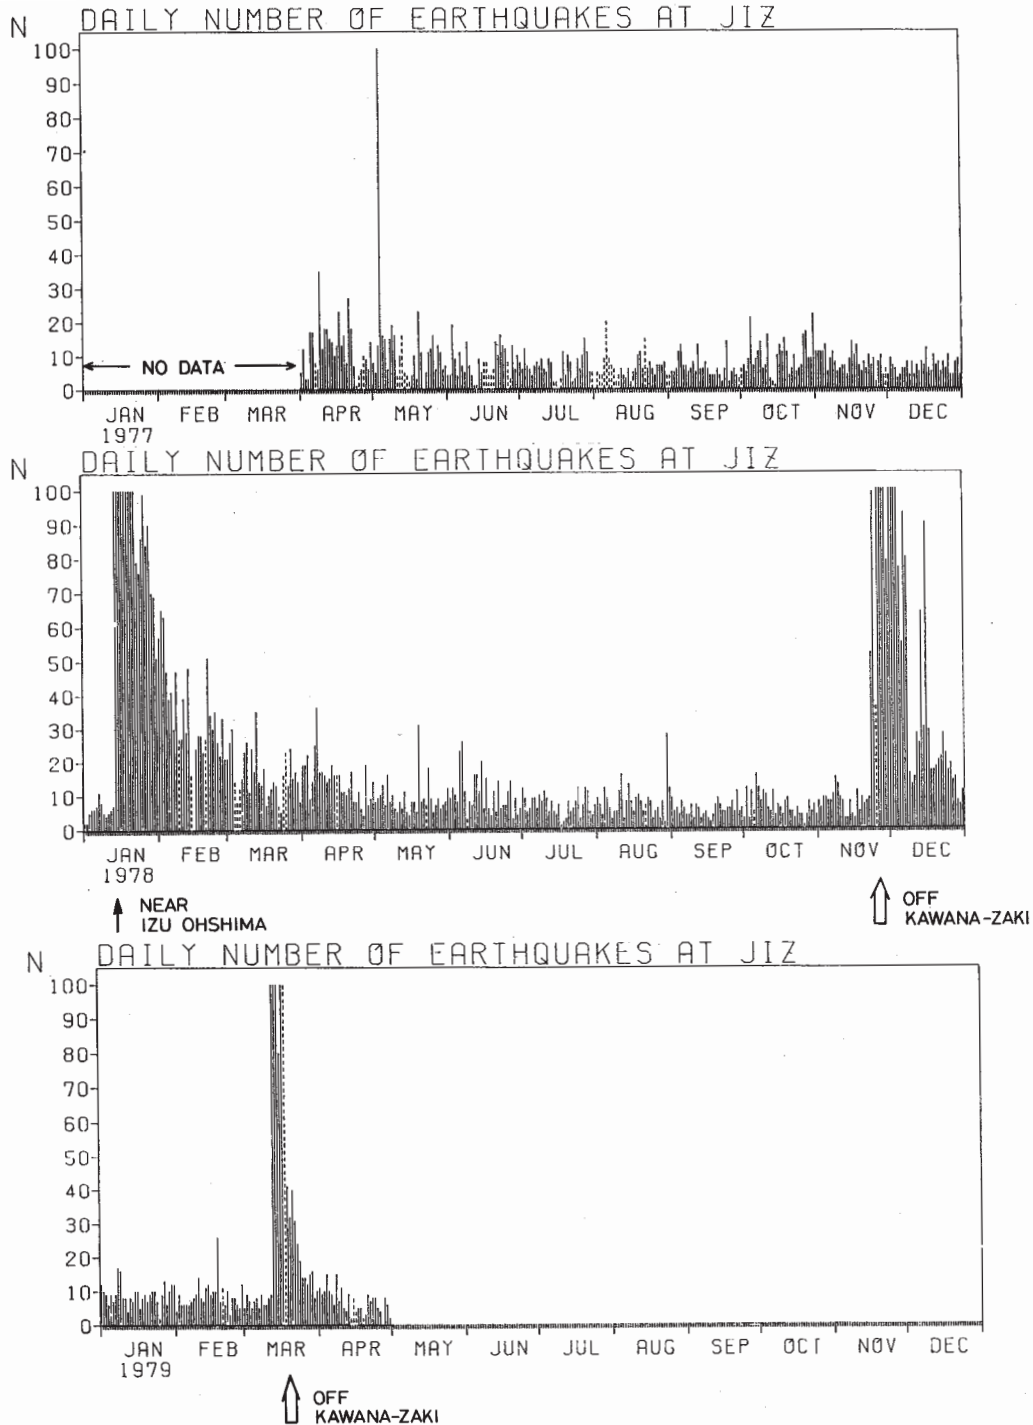 DAILY NUMBER OF EARTHQUAKES AT JIZ
N
100
90
80
70
60
50
40
30
20
10
0
NO DATA
JAN FEB MAR APR MAY JUN JUL AUG SEP OCT NOV DEC
1977
DAILY NUMBER OF EARTHQUAKES AT JIZ
N
100
90
80
70
60
50
40
30
20
10
0
JAN FEB MAR APR MAY JUN JUL AUG SEP OCT NOV DEC
1978
NEAR
IZU OHSHIMA
OFF
KAWANA-ZAKI
DAILY NUMBER OF EARTHQUAKES AT JIZ
N
100
90
80
70
60
50
40
30
20
10
0
JAN FEB MAR APR MAY JUN JUL AUG SEP OCT NOV DEC
1979
OFF
KAWANA-ZAKI